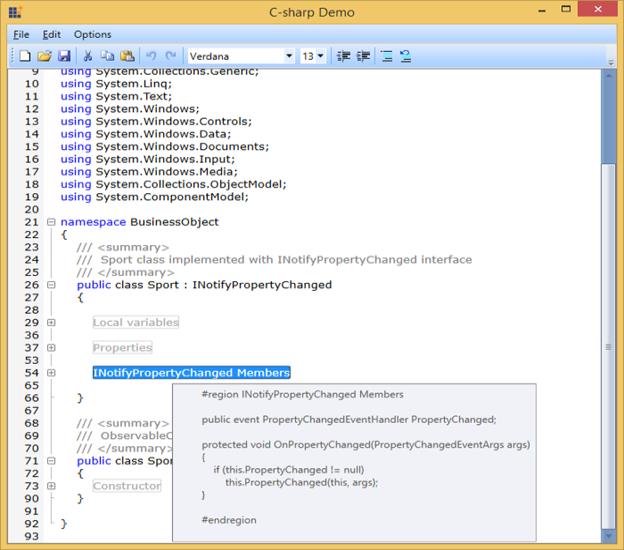 C-sharp Demo
File Edit Options
Verdana 13
9 using System.Collections.Generic;
10 using System.Linq;
11 using System.Text;
12 using System.Windows;
13 using System.Windows.Controls;
14 using System.Windows.Data;
15 using System.Windows.Documents;
16 using System.Windows.Input;
17 using System.Windows.Media;
18 using System.Collections.ObjectModel;
19 using System.ComponentModel;
20
21 namespace BusinessObject
22 {
23 /// <summary>
24 /// Sport class implemented with INotifyPropertyChanged interface
25 /// </summary>
26 public class Sport : INotifyPropertyChanged
27 {
28
29 Local variables
36
37 Properties
53
54 INotifyPropertyChanged Members
65
66 }
67
68 /// <summary>
69 /// ObservableC
70 /// </summary>
71 public class Spo
72 {
73 Constructor
90 }
91
92 }
93
#region INotifyPropertyChanged Members
public event PropertyChangedEventHandler PropertyChanged;
protected void OnPropertyChanged(PropertyChangedEventArgs args)
{
if (this.PropertyChanged != null)
this.PropertyChanged(this, args);
}
#endregion